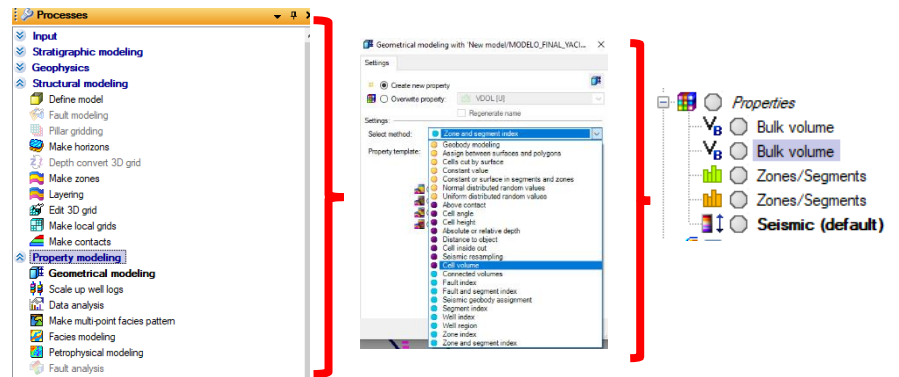 Processes
Input
Stratigraphic modeling
Geophysics
Structural modeling
Define model
Fault modeling
Pillar gridding
Make horizons
Depth convert 3D grid
Make zones
Layering
Edit 3D grid
Make local grids
Make contacts
Property modeling
Geometrical modeling
Scale up well logs
Data analysis
Make multi-point facies pattern
Facies modeling
Petrophysical modeling
Fault analysis
Geometrical modeling with 'New model/MODELO_FINAL_YACI...
Settings
Create new property
Overwrite property: VDOL [U]
Regenerate name
Settings
Select method: Zone and segment index
Property template:
Geobody modeling
Assign between surfaces and polygons
Cells cut by surface
Constant value
Constant or surface in segments and zones
Normal distributed random values
Uniform distributed random values
Above contact
Cell angle
Cell height
Absolute or relative depth
Distance to object
Cell inside out
Seismic resampling
Cell volume
Connected volumes
Fault index
Fault and segment index
Seismic geobody assignment
Segment index
Well index
Well region
Zone index
Zone and segment index
Properties
VB Bulk volume
VB Bulk volume
Zones/Segments
Zones/Segments
Seismic (default)